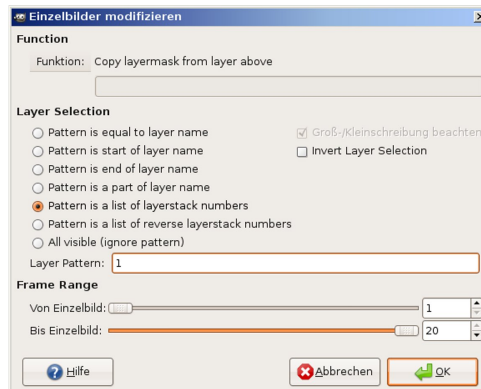 Einzelbilder modifizieren
Function
Funktion: Copy layermask from layer above
Layer Selection
Pattern is equal to layer name
Groß-/Kleinschreibung beachten
Pattern is start of layer name
Invert Layer Selection
Pattern is end of layer name
Pattern is a part of layer name
Pattern is a list of layerstack numbers
Pattern is a list of reverse layerstack numbers
All visible (ignore pattern)
Layer Pattern: 1
Frame Range
Von Einzelbild: 1
Bis Einzelbild: 20
Hilfe Abbrechen OK